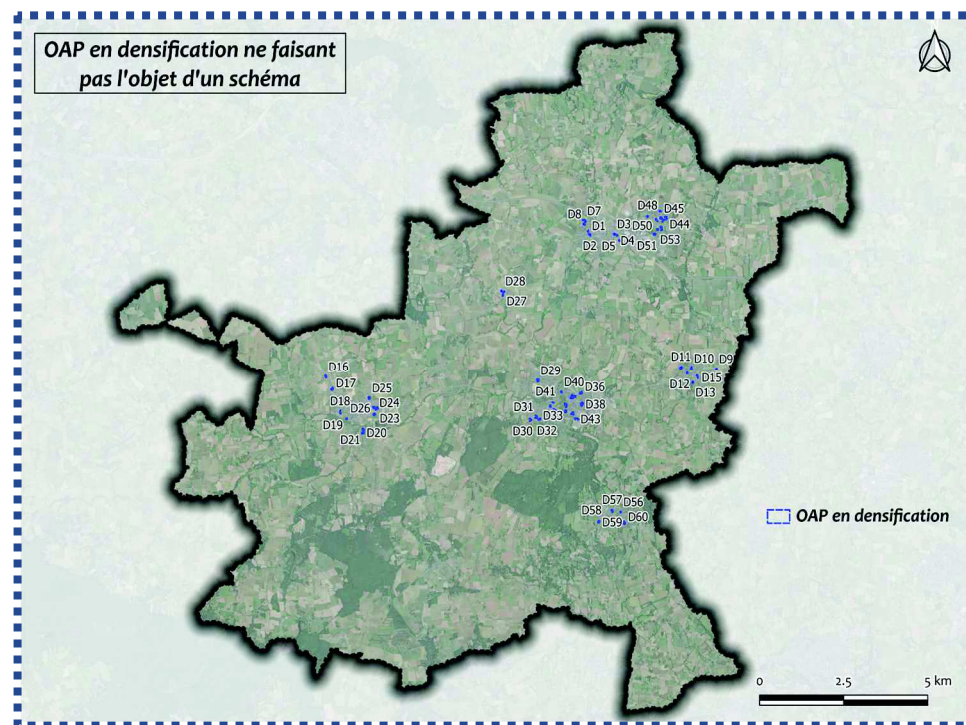 OAP en densification ne faisant
pas l'objet d'un schéma
D48 D45
D8 D7
D1 D3 D50 D44
D2 D5 D4 D51 D53
D28
D27
D11 D10 D9
D12 D15
D13
D16
D17
D18 D26 D25
D24
D19 D23
D21 D20
D29
D41 D40 D36
D31 D33 D38
D30 D32 D43
D57 D56
D58 D59 D60
OAP en densification
0 2.5 5 km